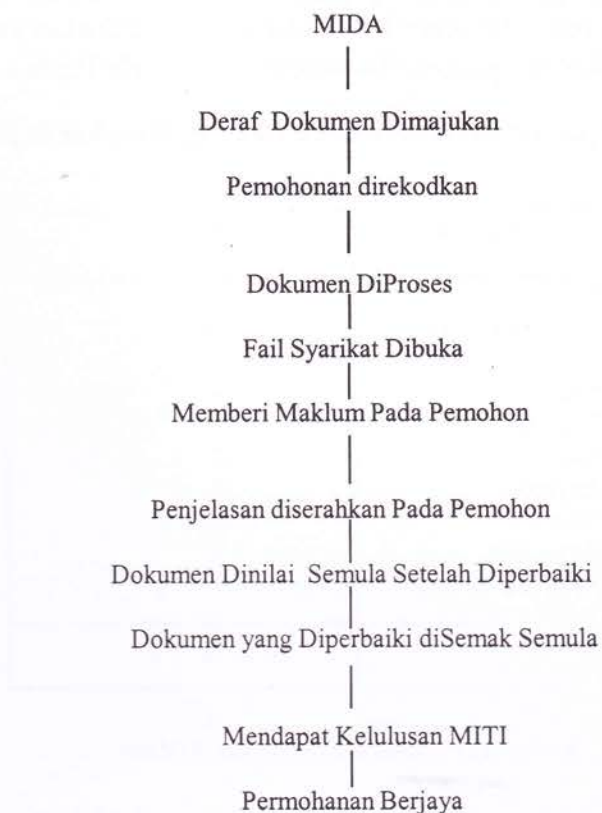 MIDA
Deraf Dokumen Dimajukan
Pemohonan direkodkan
Dokumen DiProses
Fail Syarikat Dibuka
Memberi Maklum Pada Pemohon
Penjelasan diserahkan Pada Pemohon
Dokumen Dinilai Semula Setelah Diperbaiki
Dokumen yang Diperbaiki diSemak Semula
Mendapat Kelulusan MITI
Permohanan Berjaya